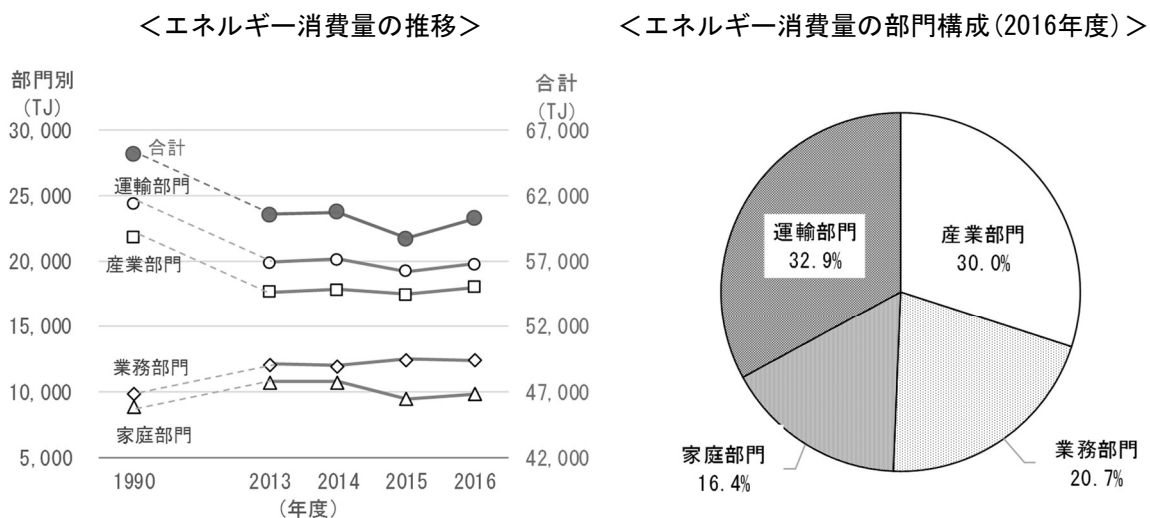 ＜エネルギー消費量の推移＞
部門別
(TJ)
合計
(TJ)
30,000
25,000
20,000
15,000
10,000
5,000
67,000
62,000
57,000
52,000
47,000
42,000
合計
運輸部門
産業部門
業務部門
家庭部門
1990 2013 2014 2015 2016
(年度)
＜エネルギー消費量の部門構成(2016年度)＞
運輸部門
32.9%
産業部門
30.0%
家庭部門
16.4%
業務部門
20.7%